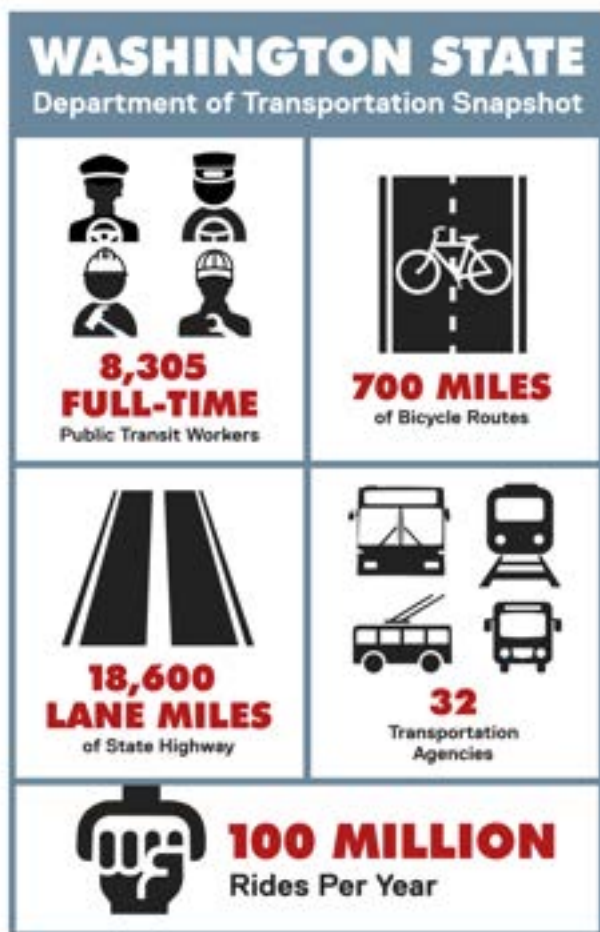 WASHINGTON STATE
Department of Transportation Snapshot
8,305
FULL-TIME
Public Transit Workers
700 MILES
of Bicycle Routes
18,600
LANE MILES
of State Highway
32
Transportation
Agencies
100 MILLION
Rides Per Year